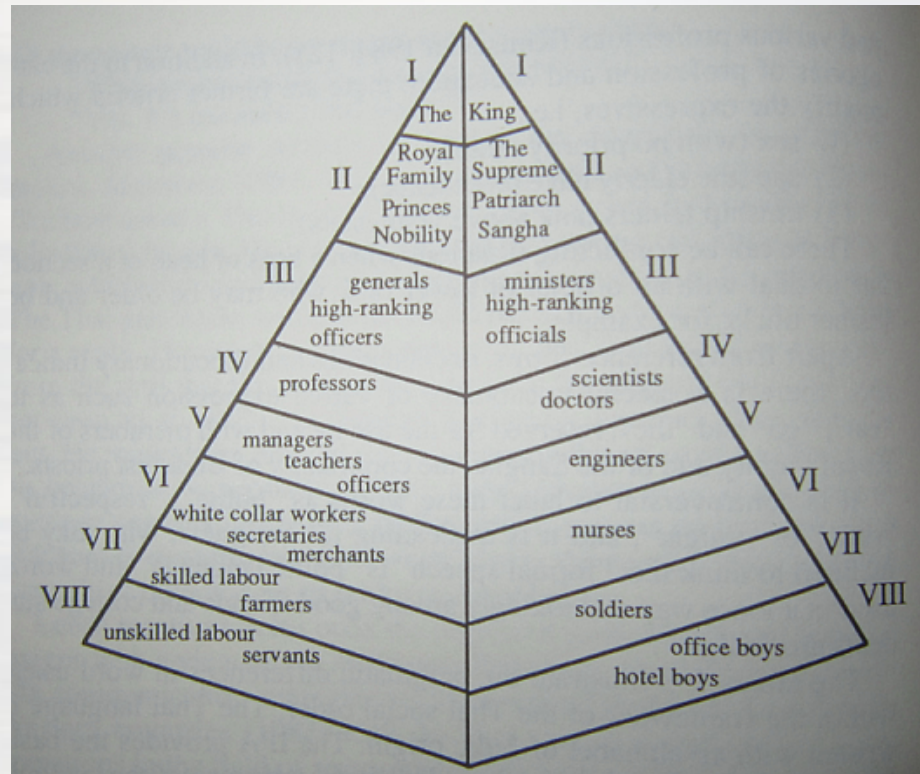 I I
The King
II II
Royal The
Family Supreme
Princes Patriarch
Nobility Sangha
III III
generals ministers
high-ranking high-ranking
officers officials
IV IV
professors scientists
doctors
V V
managers
teachers engineers
officers
VI VI
white collar workers
secretaries nurses
merchants
VII VII
skilled labour
farmers soldiers
VIII VIII
unskilled labour office boys
servants hotel boys